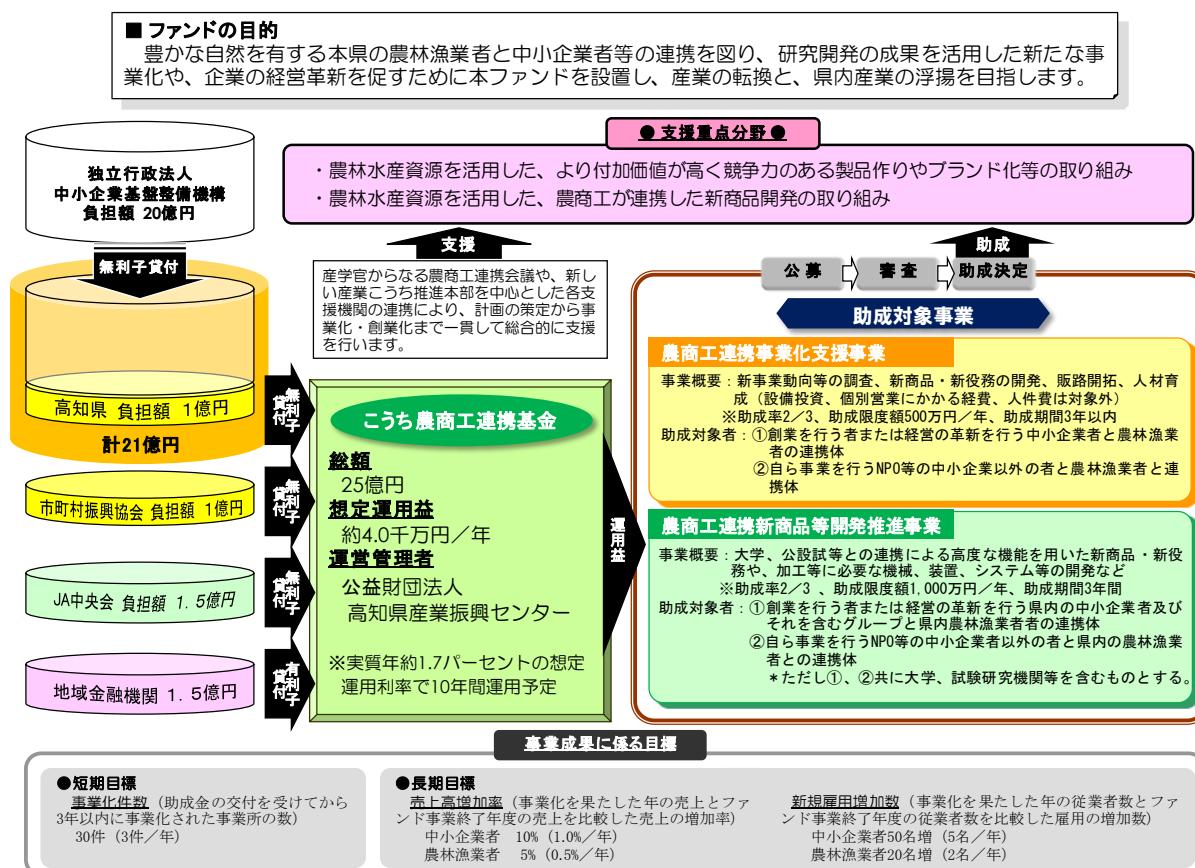 ■ ファンドの目的
豊かな自然を有する本県の農林漁業者と中小企業者等の連携を図り、研究開発の成果を活用した新たな事
業化や、企業の経営革新を促すために本ファンドを設置し、産業の転換と、県内産業の浮揚を目指します。
●支援重点分野●
・農林水産資源を活用した、より付加価値が高く競争力のある製品作りやブランド化等の取り組み
・農林水産資源を活用した、農商工が連携した新商品開発の取り組み
独立行政法人
中小企業基盤整備機構
負担額 20億円
無利子貸付
高知県 負担額 1億円
計21億円
市町村振興協会 負担額 1億円
JA中央会 負担額 1.5億円
地域金融機関 1.5億円
無利子
貸付
無利子
貸付
無利子
貸付
有利子
貸付
支援
産学官からなる農商工連携会議や、新し
い産業こうち推進本部を中心とした各支
援機関の連携により、計画の策定から事
業化・創業化まで一貫して総合的に支援
を行います。
こうち農商工連携基金
総額
25億円
想定運用益
約4.0千万円/年
運営管理者
公益財団法人
高知県産業振興センター
※実質年約1.7パーセントの想定
運用利率で10年間運用予定
運用益
助成
公募
審査
助成決定
助成対象事業
農商工連携事業化支援事業
事業概要:新事業動向等の調査、新商品・新役務の開発、販路開拓、人材育
成(設備投資、個別営業にかかる経費、人件費は対象外)
※助成率2/3、助成限度額500万円/年、助成期間3年以内
助成対象者:①創業を行う者または経営の革新を行う中小企業者と農林漁業
者の連携体
②自ら事業を行うNPO等の中小企業以外の者と農林漁業者と連
携体
農商工連携新商品等開発推進事業
事業概要:大学、公設試等との連携による高度な機能を用いた新商品・新役
務や、加工等に必要な機械、装置、システム等の開発など
※助成率2/3 、助成限度額1,000万円/年、助成期間3年間
助成対象者:①創業を行う者または経営の革新を行う県内の中小企業者及び
それを含むグループと県内農林漁業者者の連携体
②自ら事業を行うNPO等の中小企業者以外の者と県内の農林漁業
者との連携体
*ただし①、②共に大学、試験研究機関等を含むものとする。
事業成果に係る目標
●短期目標
事業化件数(助成金の交付を受けてから
3年以内に事業化された事業所の数)
30件(3件/年)
●長期目標
売上高増加率(事業化を果たした年の売上とファ
ンド事業終了年度の売上を比較した売上の増加率)
中小企業者 10%(1.0%/年)
農林漁業者 5%(0.5%/年)
新規雇用増加数(事業化を果たした年の従業者数とファ
ンド事業終了年度の従業者数を比較した雇用の増加数)
中小企業者50名増(5名/年)
農林漁業者20名増(2名/年)